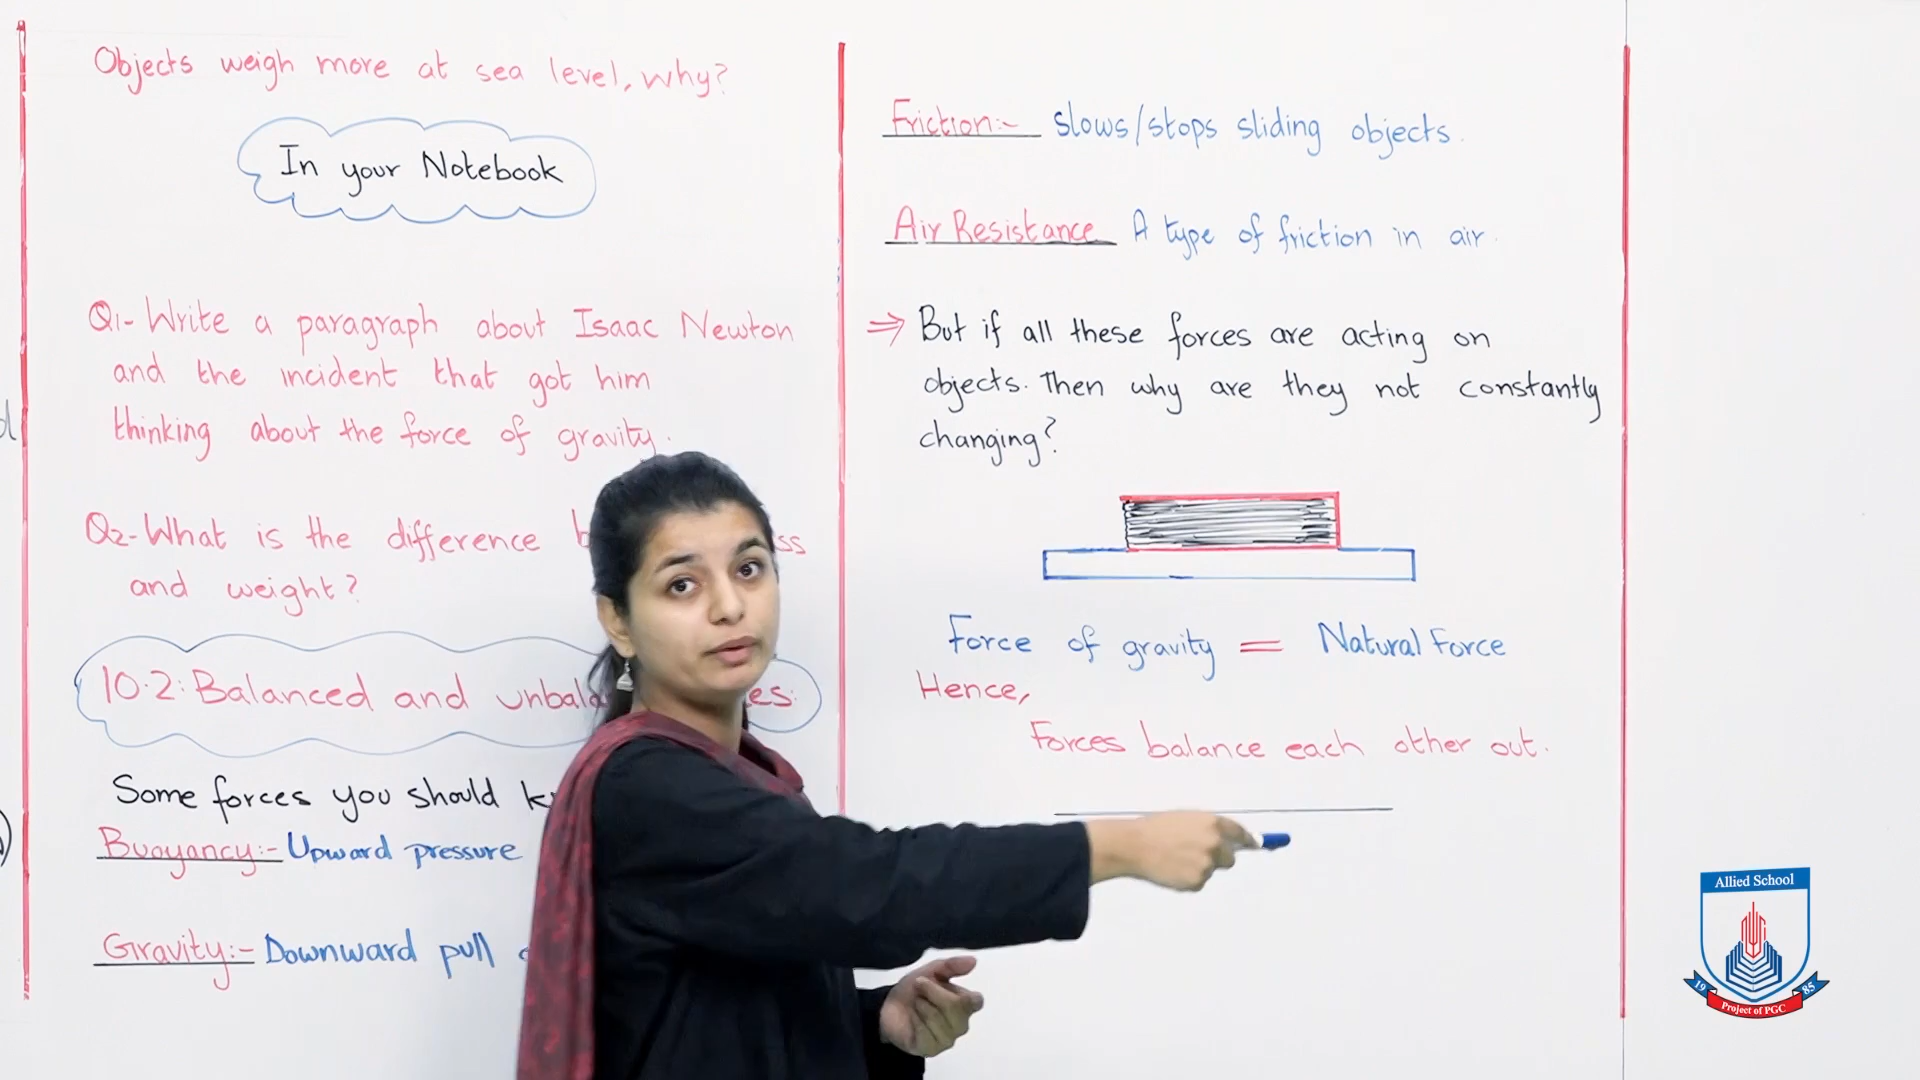 Objects weigh more at sea level, why?
In your Notebook
Q1- Write a paragraph about Isaac Newton
and the incident that got him
thinking about the force of gravity.
Q2- What is the difference
and weight?
10.2: Balanced and
Some forces you should
Buoyancy:- Upward pressure
Gravity:- Downward pull
Friction:- slows/stops sliding objects.
Air Resistance A type of friction in air.
⇒ But if all these forces are acting on
objects. Then why are they not constantly
changing?
Force of gravity = Natural Force
Hence,
Forces balance each other out.
Allied School
19 85
Project of PGC